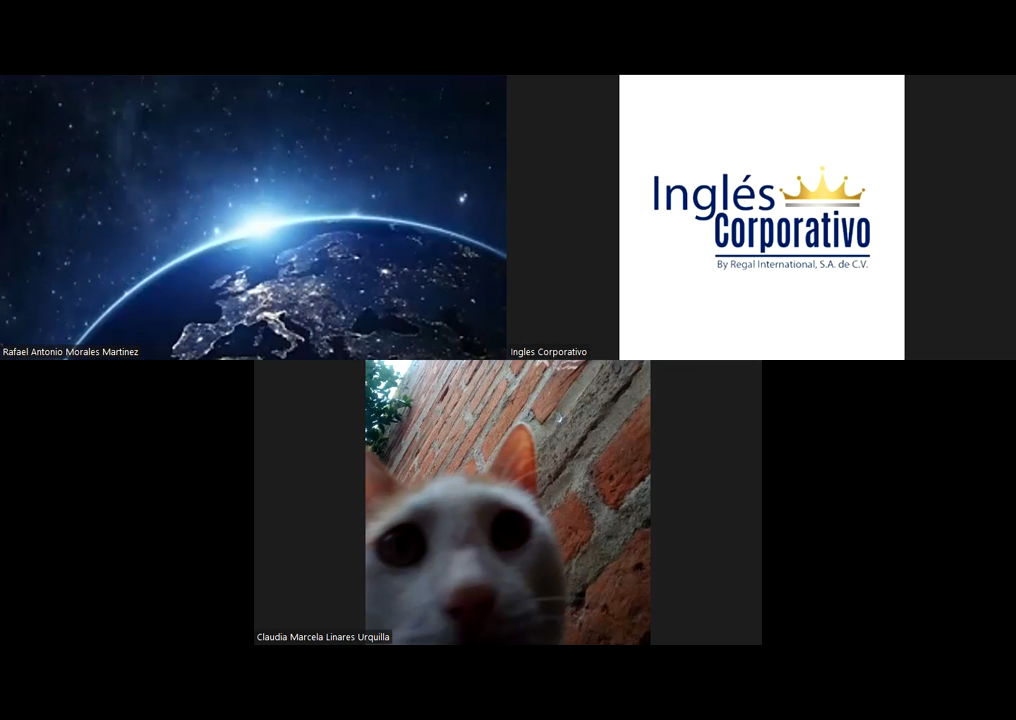 Inglés
Corporativo
By Regal International, S.A. de C.V.
Rafael Antonio Morales Martinez
Ingles Corporativo
Claudia Marcela Linares Urquilla